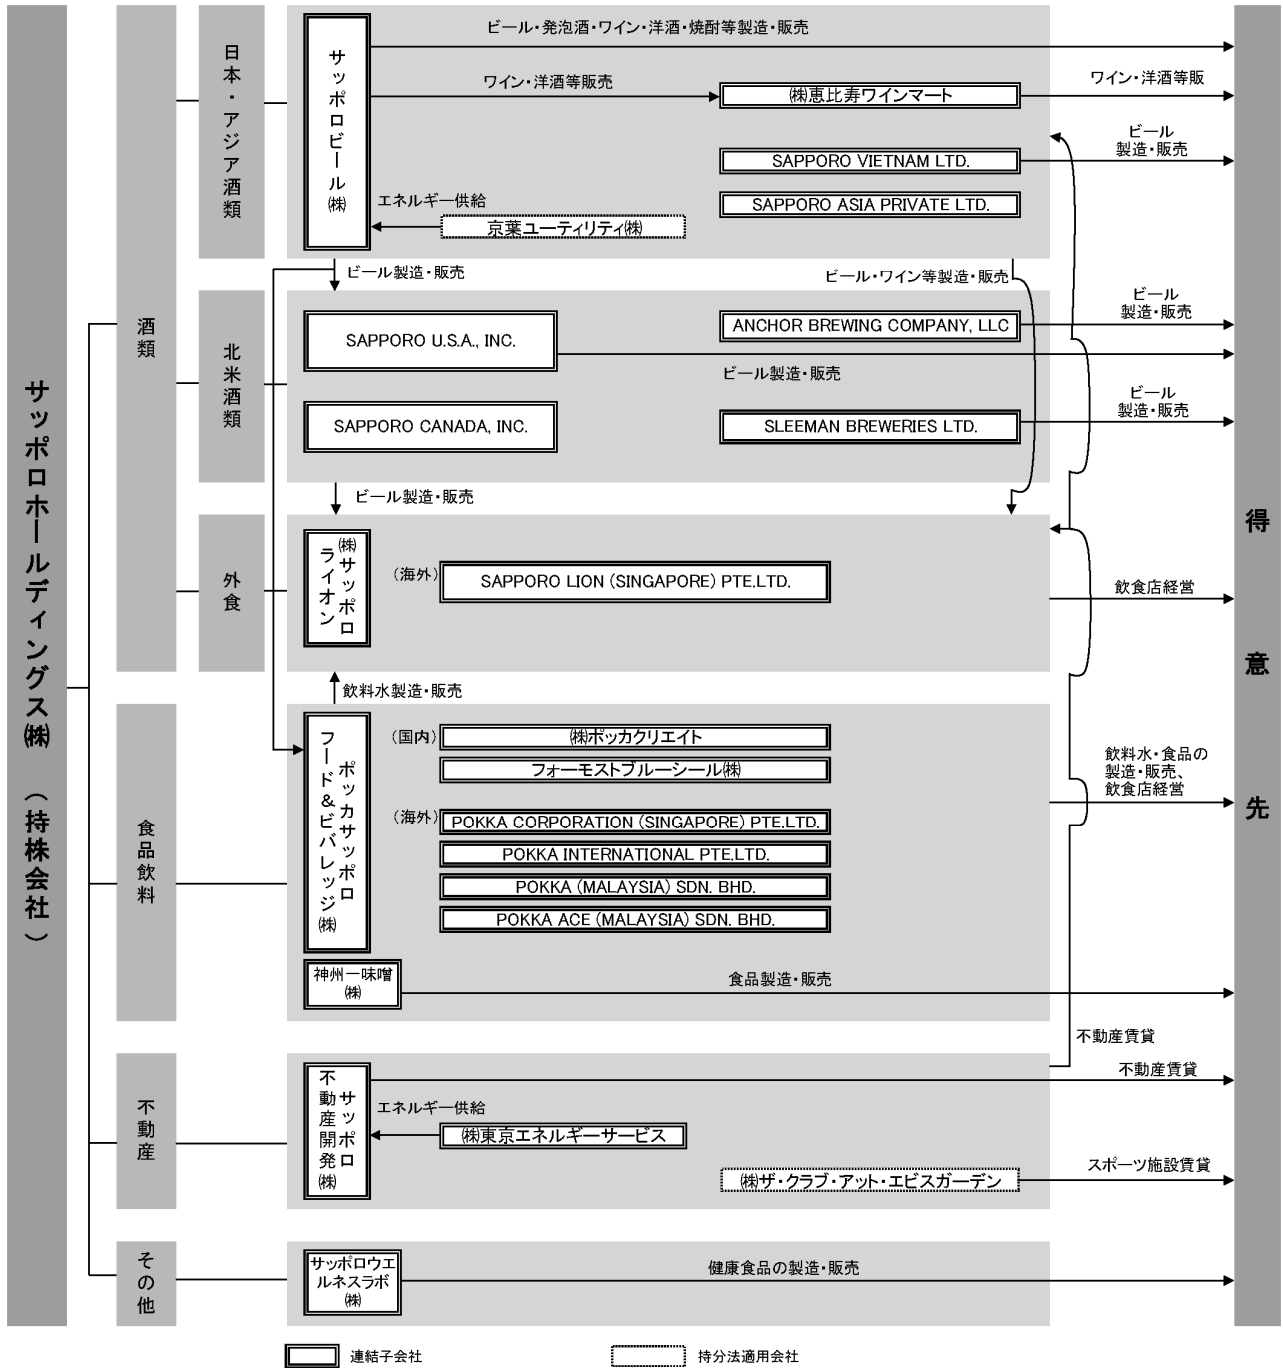 サッポロホールディングス㈱ （持株会社）
酒類
日本・アジア酒類
サッポロビール㈱
ビール・発泡酒・ワイン・洋酒・焼酎等製造・販売
ワイン・洋酒等販売
㈱恵比寿ワインマート
ワイン・洋酒等販
SAPPORO VIETNAM LTD.
ビール
製造・販売
SAPPORO ASIA PRIVATE LTD.
エネルギー供給
京葉ユーティリティ㈱
ビール製造・販売
ビール・ワイン等製造・販売
北米酒類
SAPPORO U.S.A., INC.
ANCHOR BREWING COMPANY, LLC
ビール
製造・販売
ビール製造・販売
SAPPORO CANADA, INC.
SLEEMAN BREWERIES LTD.
ビール
製造・販売
ビール製造・販売
外食
㈱サッポロ
ライオン
（海外）
SAPPORO LION (SINGAPORE) PTE.LTD.
飲食店経営
飲料水製造・販売
食品飲料
ポッカサッポロ
フード&ビバレッジ㈱
（国内）
㈱ポッカクリエイト
フォーモストブルーシール㈱
（海外）
POKKA CORPORATION (SINGAPORE) PTE.LTD.
POKKA INTERNATIONAL PTE.LTD.
POKKA (MALAYSIA) SDN. BHD.
POKKA ACE (MALAYSIA) SDN. BHD.
飲料水・食品の
製造・販売、
飲食店経営
神州一味噌
㈱
食品製造・販売
不動産賃貸
不動産
サッポロ
不動産開発㈱
不動産賃貸
エネルギー供給
㈱東京エネルギーサービス
㈱ザ・クラブ・アット・エビスガーデン
スポーツ施設賃貸
その他
サッポロウエ
ルネスラボ
㈱
健康食品の製造・販売
得意先
連結子会社
持分法適用会社